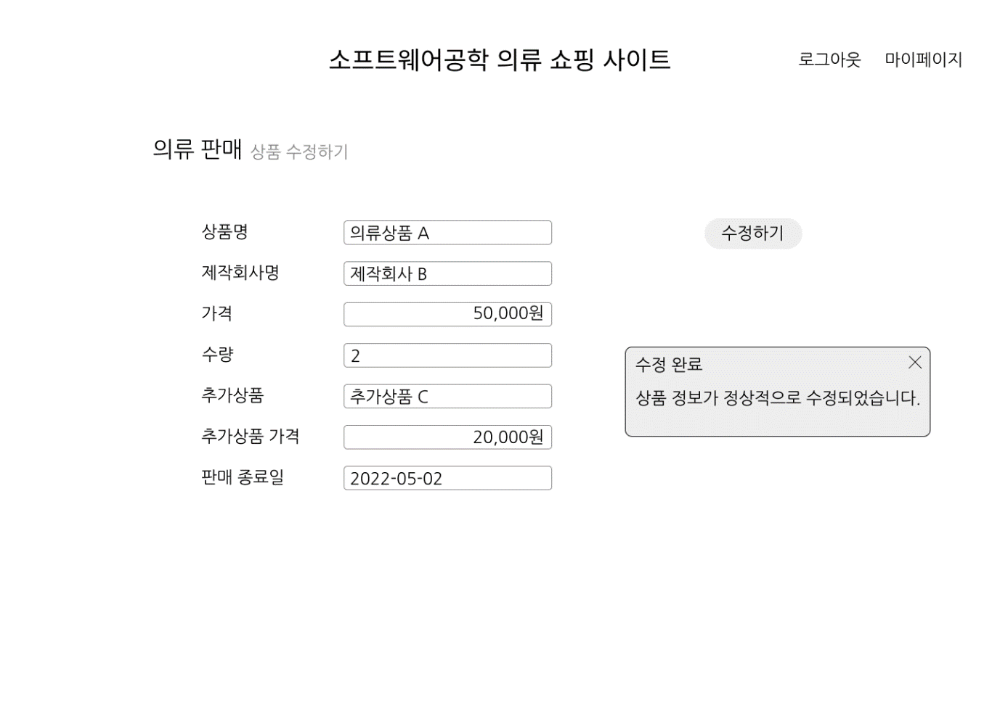 소프트웨어공학 의류 쇼핑 사이트
로그아웃 마이페이지
의류 판매 상품 수정하기
상품명 의류상품 A
수정하기
제작회사명 제작회사 B
가격 50,000원
수량 2
추가상품 추가상품 C
추가상품 가격 20,000원
판매 종료일 2022-05-02
수정 완료
상품 정보가 정상적으로 수정되었습니다.